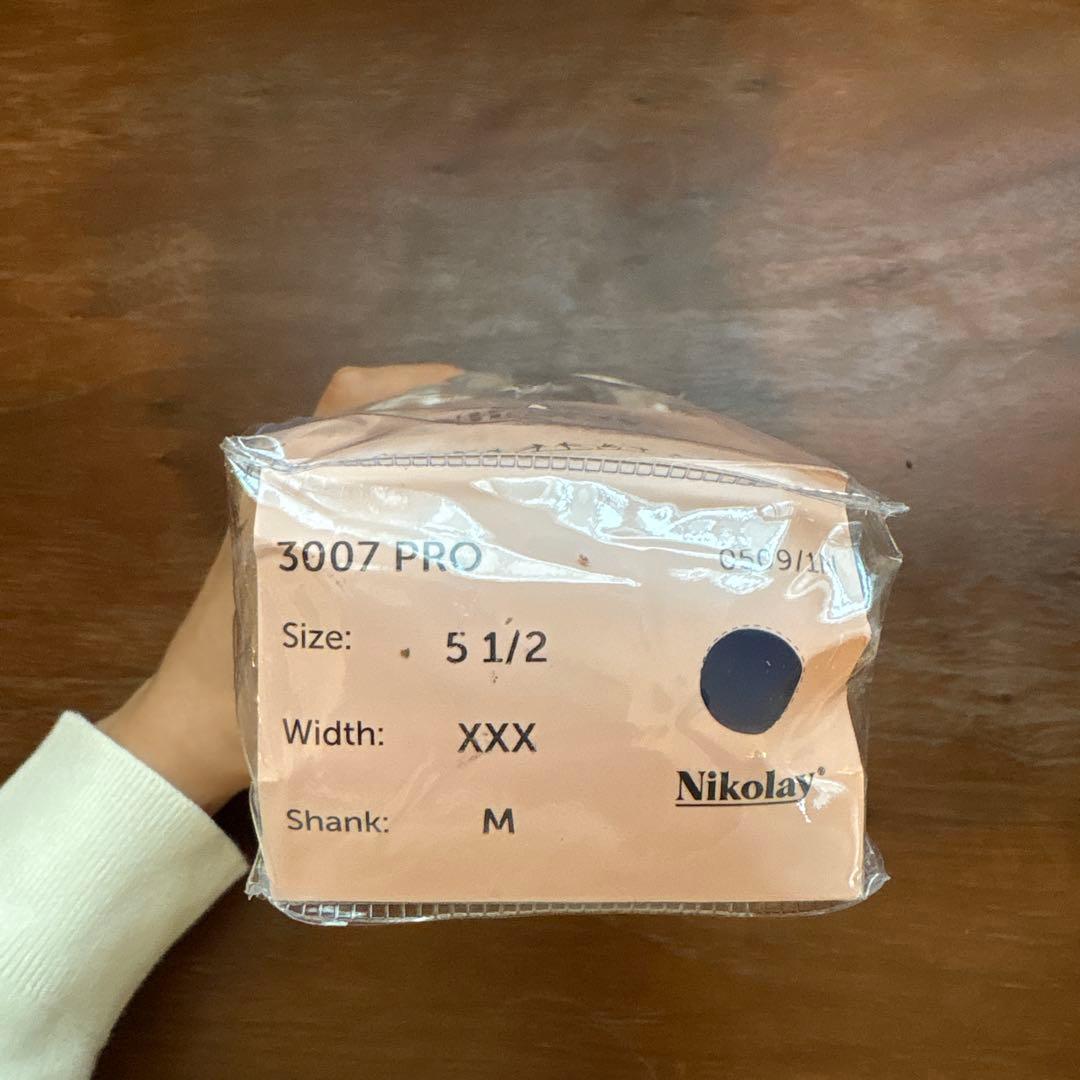 3007 PRO
Size: 5 1/2
Width: XXX
Shank: M
Nikolay®